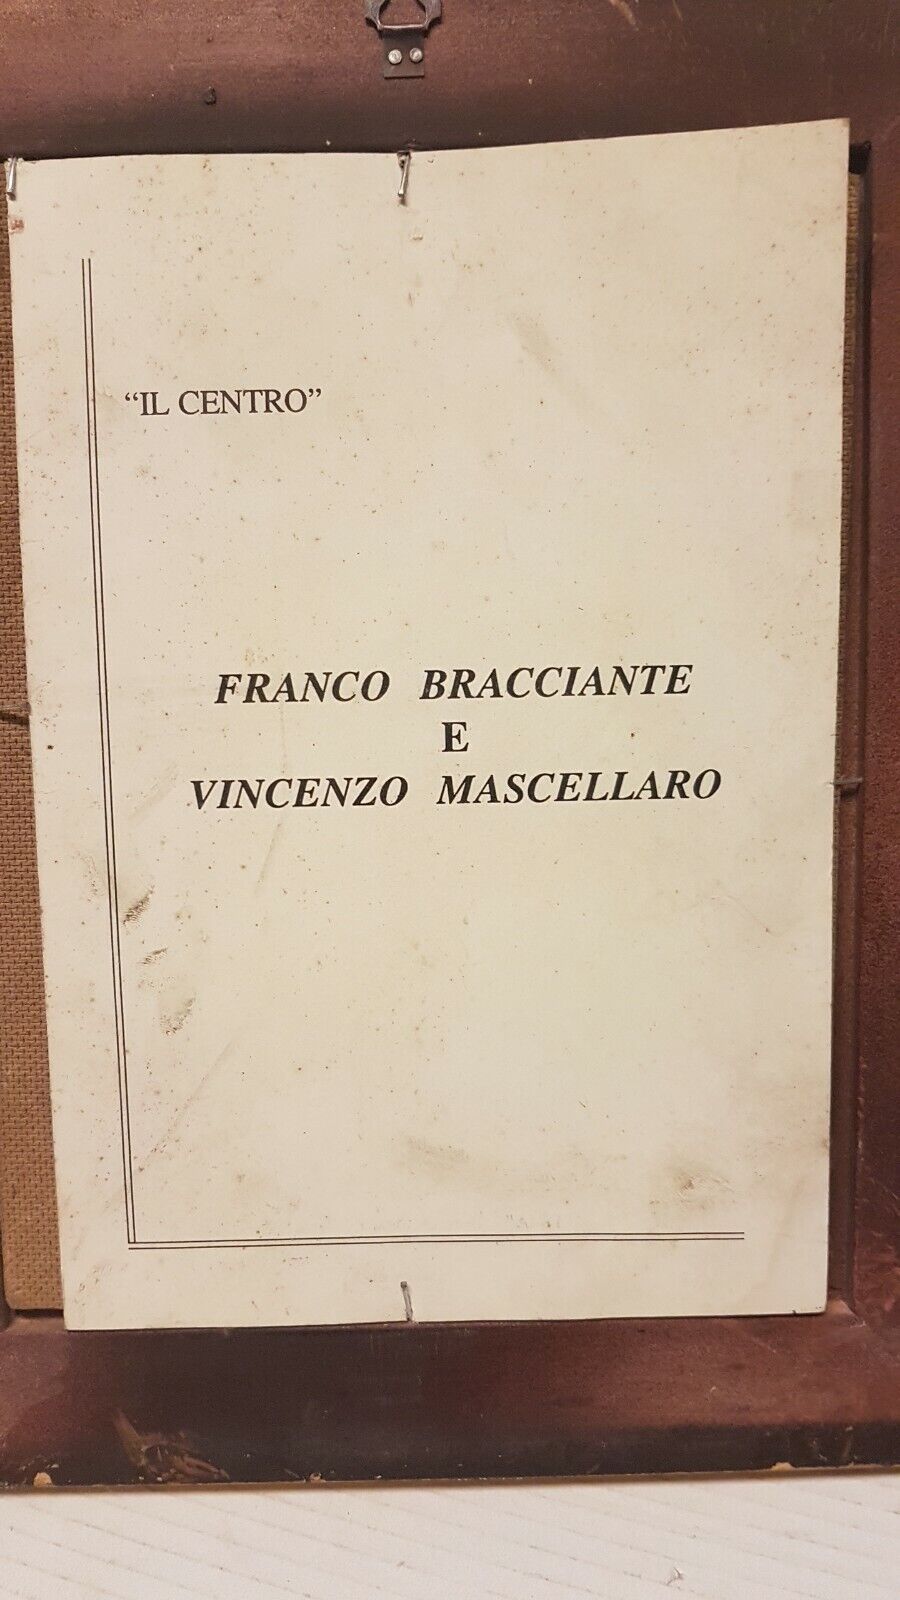 “IL CENTRO”
FRANCO BRACCIANTE
E
VINCENZO MASCELLARO